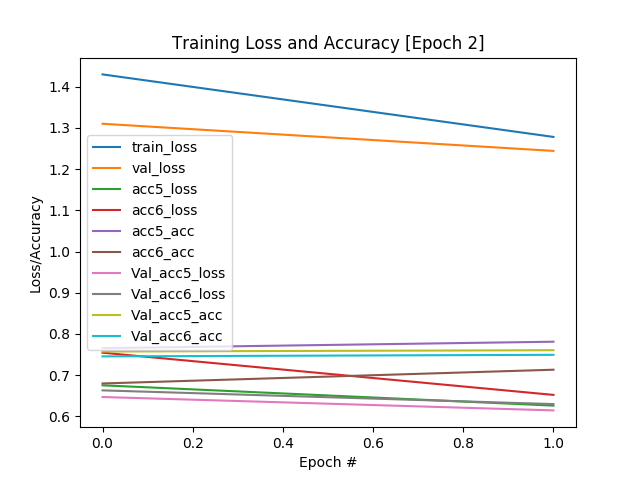 Training Loss and Accuracy [Epoch 2]
1.4
1.3
1.2
1.1
1.0
0.9
0.8
0.7
0.6
Loss/Accuracy
train_loss
val_loss
acc5_loss
acc6_loss
acc5_acc
acc6_acc
Val_acc5_loss
Val_acc6_loss
Val_acc5_acc
Val_acc6_acc
0.0 0.2 0.4 0.6 0.8 1.0
Epoch #